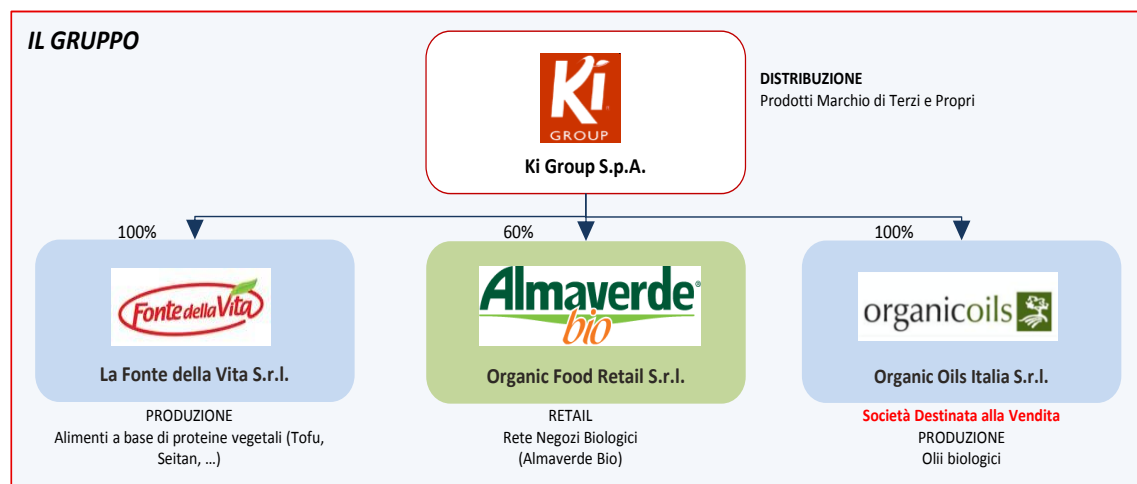 IL GRUPPO
Ki
GROUP
Ki Group S.p.A.
DISTRIBUZIONE
Prodotti Marchio di Terzi e Propri
100%
60%
100%
Fonte della Vita
Almaverde®
bio
organicoils
La Fonte della Vita S.r.l.
Organic Food Retail S.r.l.
Organic Oils Italia S.r.l.
PRODUZIONE
Alimenti a base di proteine vegetali (Tofu,
Seitan, …)
RETAIL
Rete Negozi Biologici
(Almaverde Bio)
Società Destinata alla Vendita
PRODUZIONE
Olii biologici